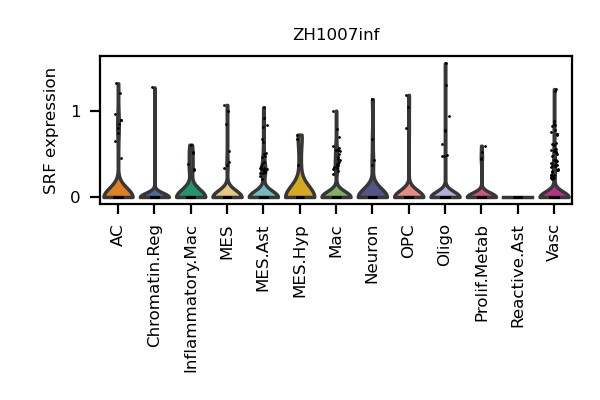 ZH1007inf
SRF expression
1
0
AC
Chromatin.Reg
Inflammatory.Mac
MES
MES.Ast
MES.Hyp
Mac
Neuron
OPC
Oligo
Prolif.Metab
Reactive.Ast
Vasc